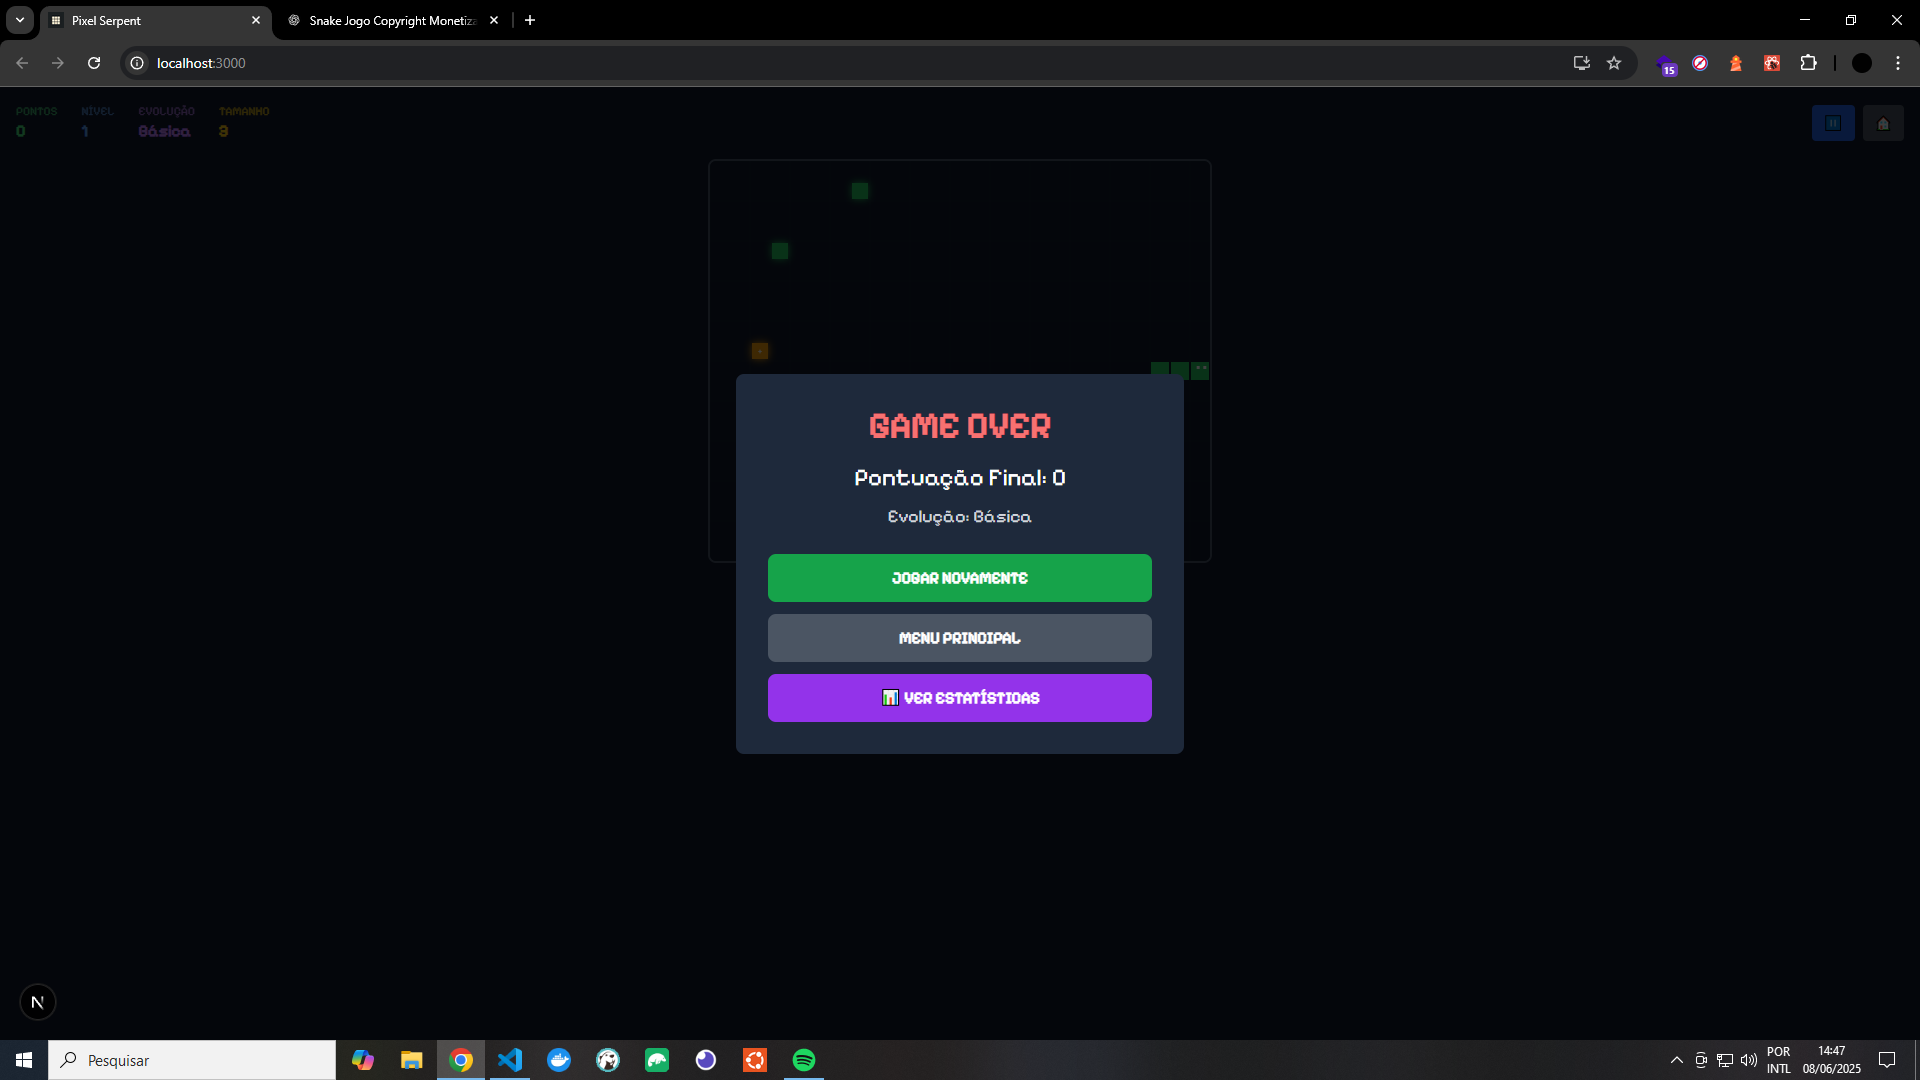 Pixel Serpent
Snake Jogo Copyright Monetiza
localhost:3000
15
PONTOS NÍVEL EVOLUÇÃO TAMANHO
0 1 Básica 3
GAME OVER
Pontuação Final: 0
Evolução: Básica
JOGAR NOVAMENTE
MENU PRINCIPAL
VER ESTATÍSTICAS
N
Pesquisar
POR
INTL
14:47
08/06/2025